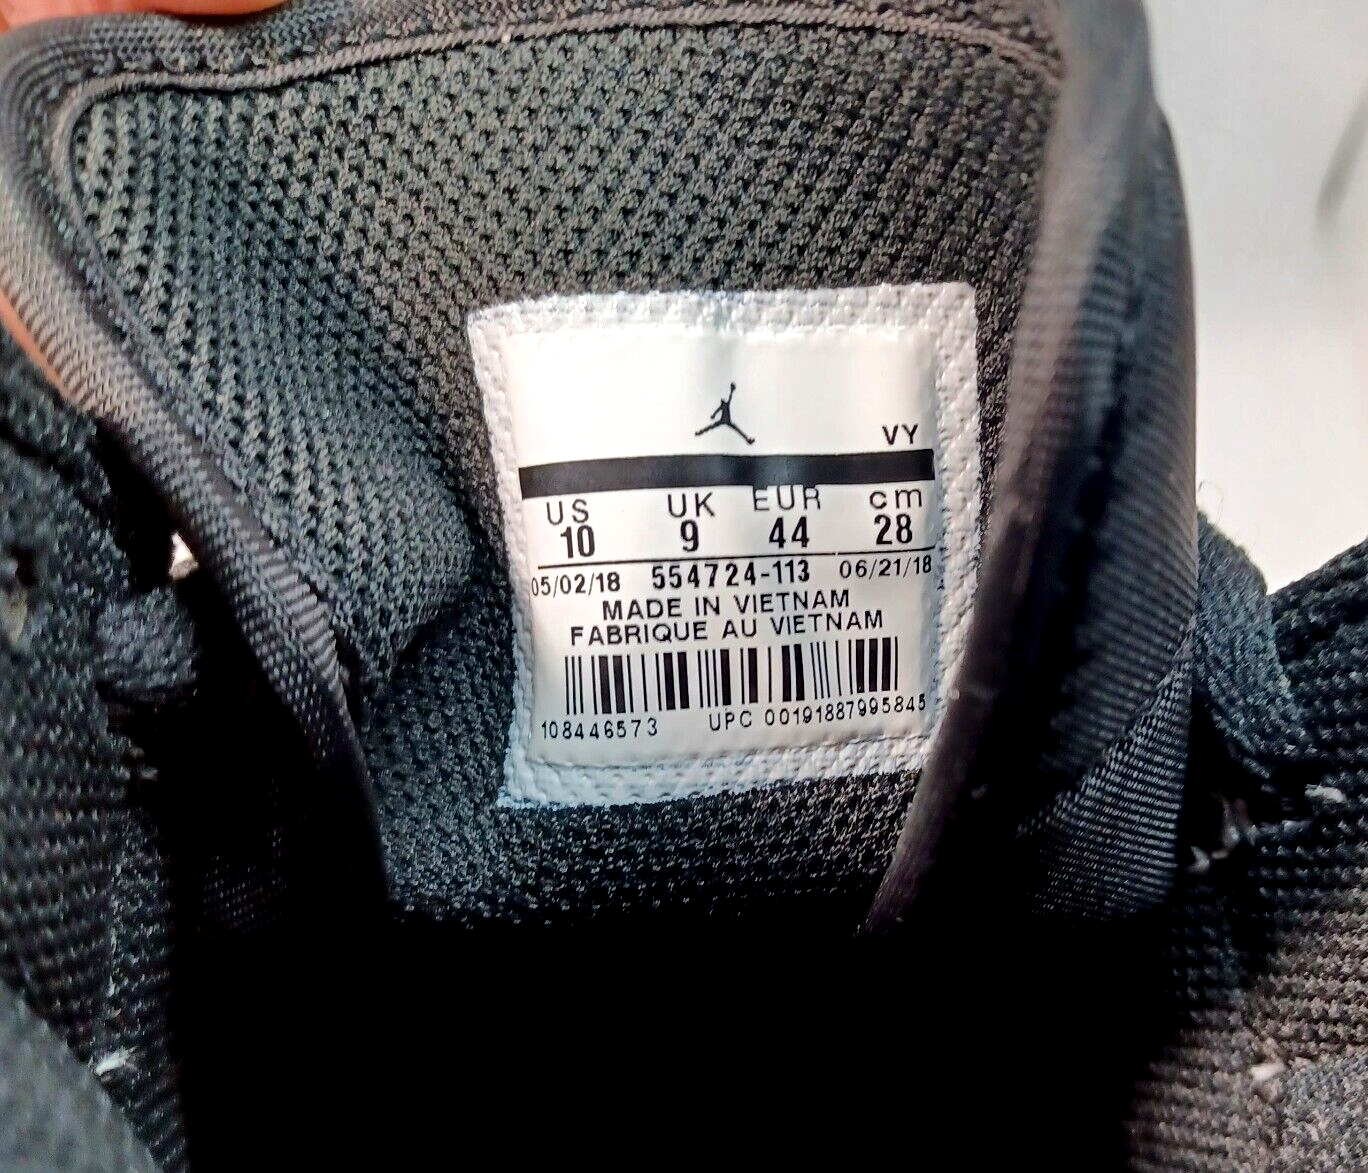 VY
US UK EUR cm
10 9 44 28
05/02/18 554724-113 06/21/18
MADE IN VIETNAM
FABRIQUE AU VIETNAM
108446573 UPC 00191887995845